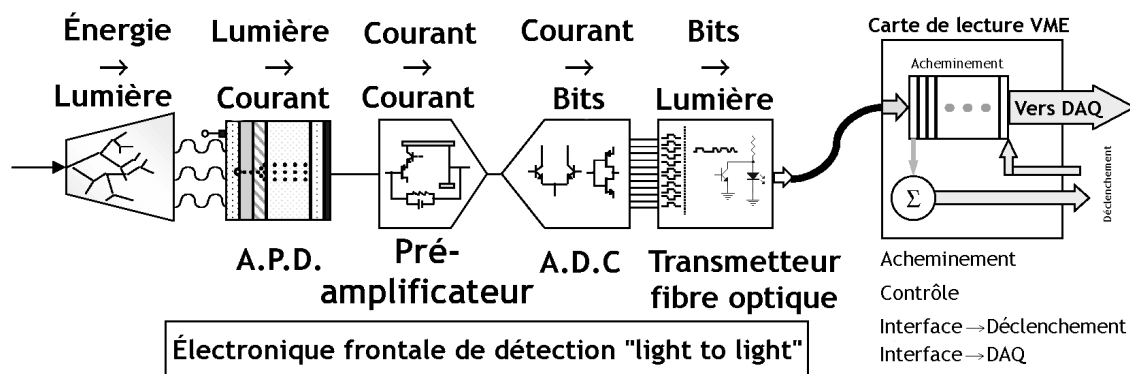 Énergie
→
Lumière
Lumière
→
Courant
Courant
→
Courant
Courant
→
Bits
Bits
→
Lumière
Carte de lecture VME
Acheminement
Vers DAQ
Σ
Déclenchement
A.P.D.
Pré-
amplificateur
A.D.C
Transmetteur
fibre optique
Acheminement
Contrôle
Interface→Déclenchement
Interface→DAQ
Électronique frontale de détection "light to light"